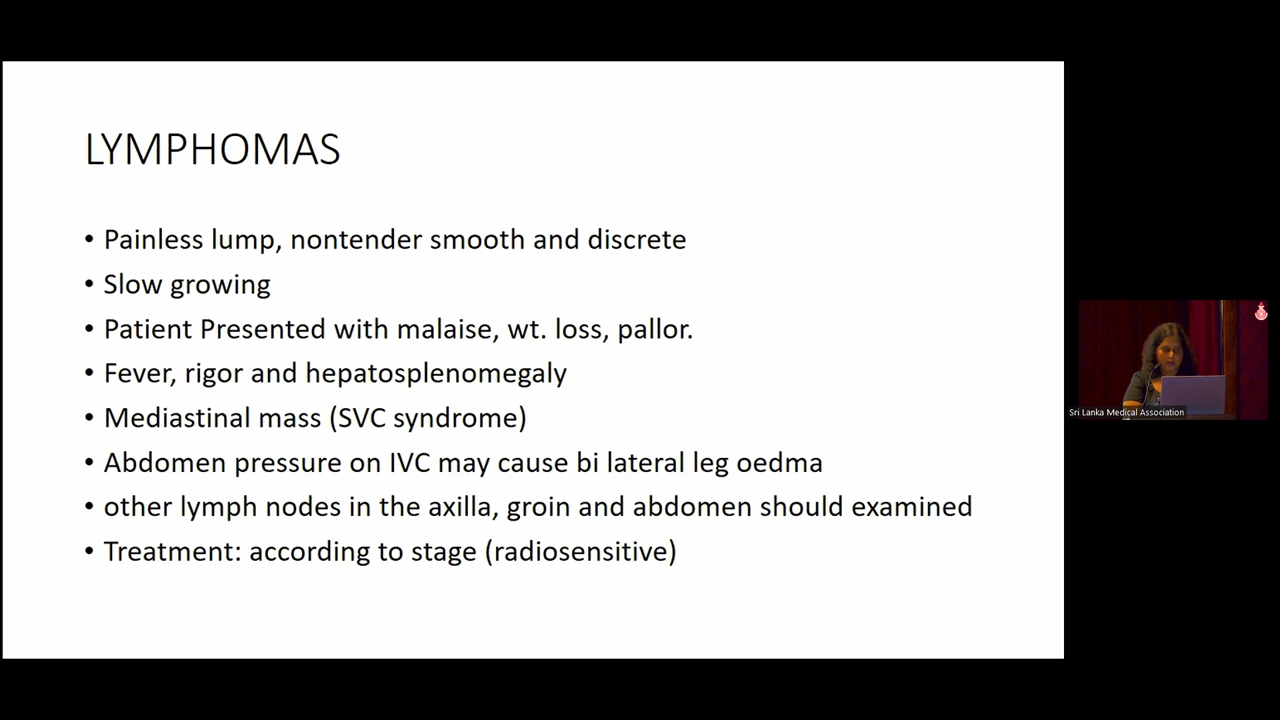 LYMPHOMAS
• Painless lump, nontender smooth and discrete
• Slow growing
• Patient Presented with malaise, wt. loss, pallor.
• Fever, rigor and hepatosplenomegaly
• Mediastinal mass (SVC syndrome)
• Abdomen pressure on IVC may cause bi lateral leg oedma
• other lymph nodes in the axilla, groin and abdomen should examined
• Treatment: according to stage (radiosensitive)
Sri Lanka Medical Association